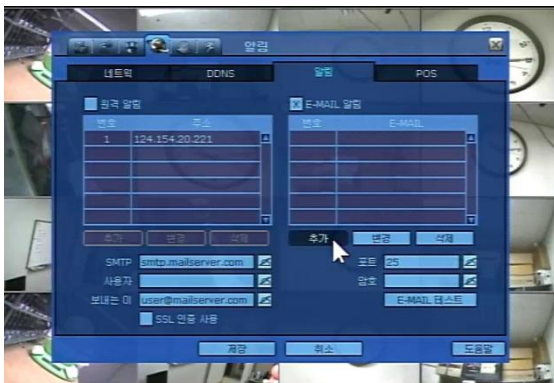 알림
네트웍 DDNS 알림 POS
원격 알림
E-MAIL 알림
번호 주소
번호 E-MAIL
1 124.154.20.221
추가 변경 삭제
추가 변경 삭제
SMTP smtp.mailserver.com
포트 25
사용자
암호
보내는 이 user@mailserver.com
E-MAIL 테스트
SSL 인증 사용
저장 취소 도움말